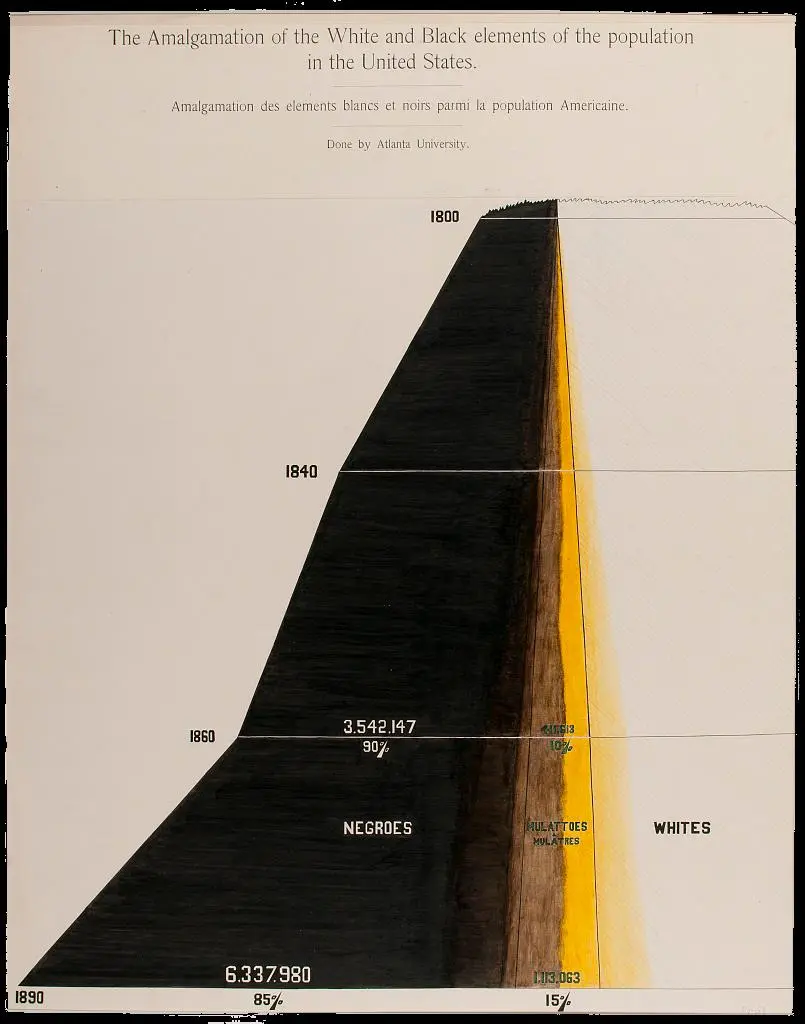 The Amalgamation of the White and Black elements of the population
in the United States.
Amalgamation des elements blancs et noirs parmi la population Americaine.
Done by Atlanta University.
1800
1840
1860
3.542.147
90%
10%
NEGROES
MULATTOES
MULÂTRES
WHITES
6.337.980
1.113.063
1890
85%
15%